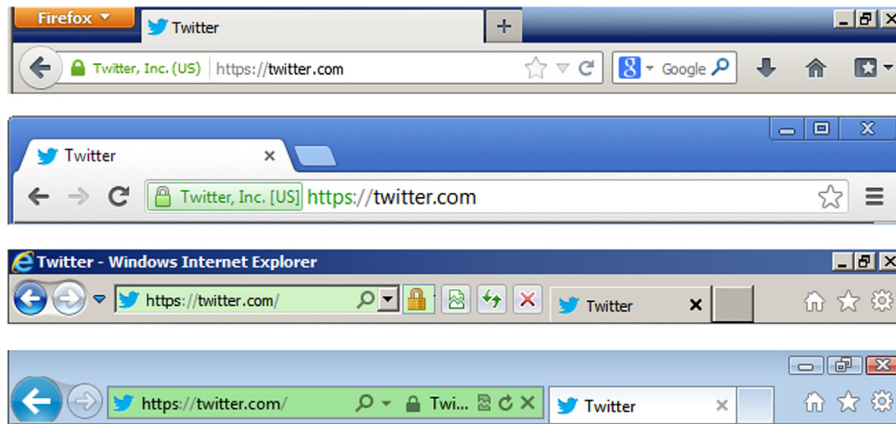 Firefox
Twitter
Twitter, Inc. (US) https://twitter.com
8 Google
Twitter
Twitter, Inc. [US] https://twitter.com
Twitter - Windows Internet Explorer
https://twitter.com/
Twitter
https://twitter.com/ Twi...
Twitter